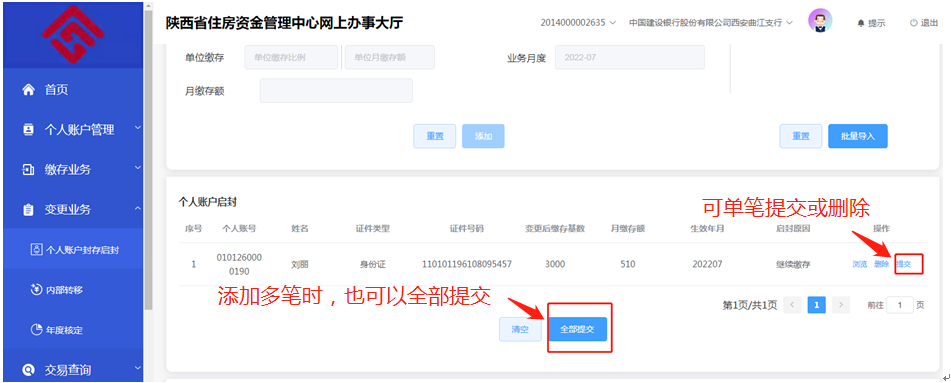 陕西省住房资金管理中心网上办事大厅
2014000002635
中国建设银行股份有限公司西安曲江支行
提示
退出
首页
个人账户管理
缴存业务
变更业务
个人账户封存启封
内部转移
年度核定
交易查询
单位缴存 单位缴存比例 单位月缴存额 业务月度 2022-07
月缴存额
重置 添加 重置 批量导入
个人账户启封
可单笔提交或删除
序号 个人账号 姓名 证件类型 证件号码 变更后缴存基数 月缴存额 生效年月 启封原因 操作
1 010126000
0190 刘丽 身份证 110101196108095457 3000 510 202207 继续缴存 浏览 删除 提交
添加多笔时，也可以全部提交
第1页/共1页 1 前往 1 页
清空 全部提交